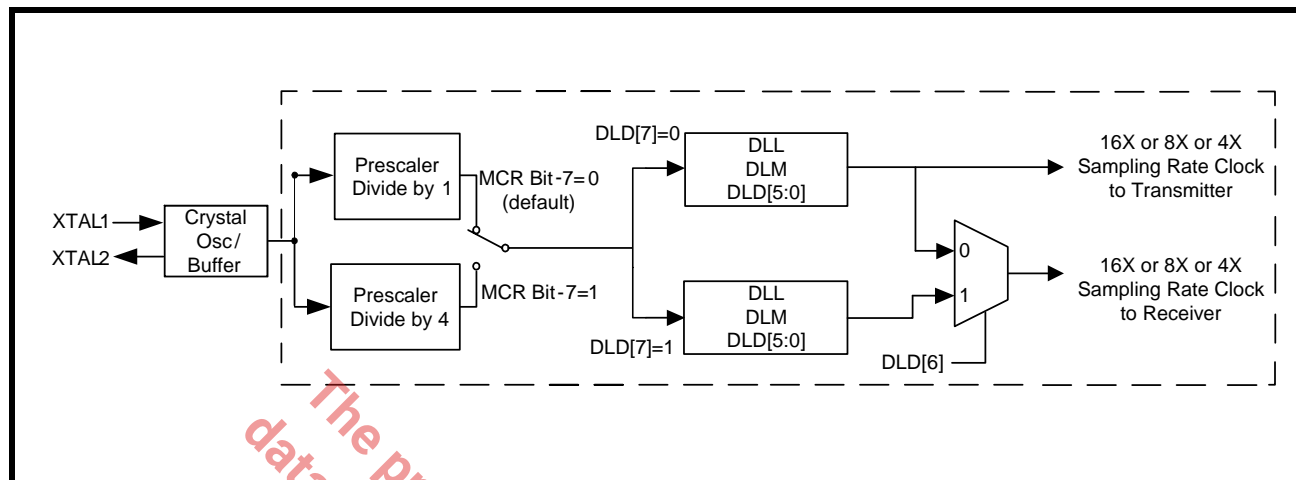 XTAL1
XTAL2
Crystal
Osc/
Buffer
Prescaler
Divide by 1
MCR Bit-7=0
(default)
Prescaler
Divide by 4
MCR Bit-7=1
DLD[7]=0
DLL
DLM
DLD[5:0]
DLD[7]=1
DLL
DLM
DLD[5:0]
0
1
DLD[6]
16X or 8X or 4X
Sampling Rate Clock
to Transmitter
16X or 8X or 4X
Sampling Rate Clock
to Receiver
The